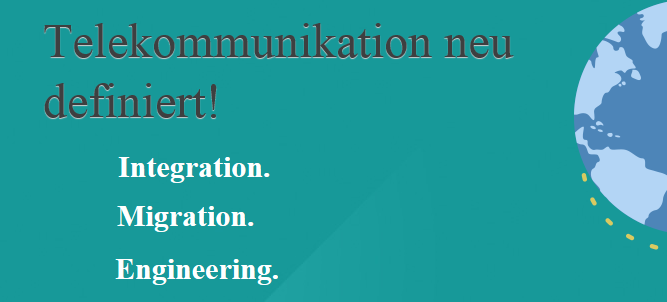 Telekommunikation neu
definiert!
Integration.
Migration.
Engineering.